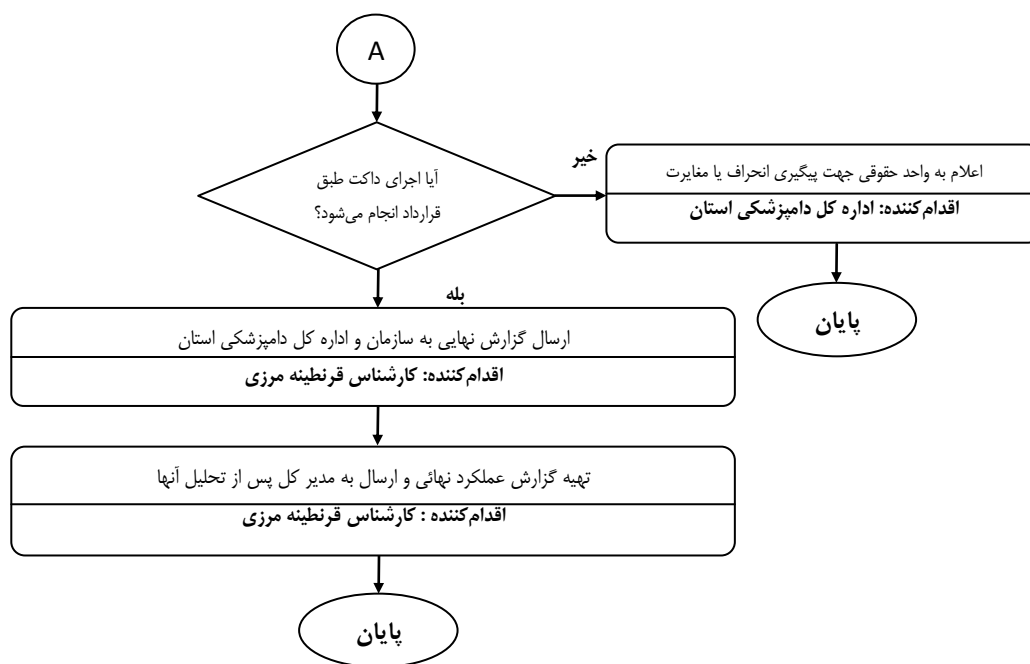 A
آیا اجرای داکت طبق
قرارداد انجام می‌شود؟
خیر
اعلام به واحد حقوقی جهت پیگیری انحراف یا مغایرت
اقدام‌کننده: اداره کل دامپزشکی استان
پایان
بله
ارسال گزارش نهایی به سازمان و اداره کل دامپزشکی استان
اقدام‌کننده: کارشناس قرنطینه مرزی
تهیه گزارش عملکرد نهائی و ارسال به مدیر کل پس از تحلیل آنها
اقدام‌کننده : کارشناس قرنطینه مرزی
پایان